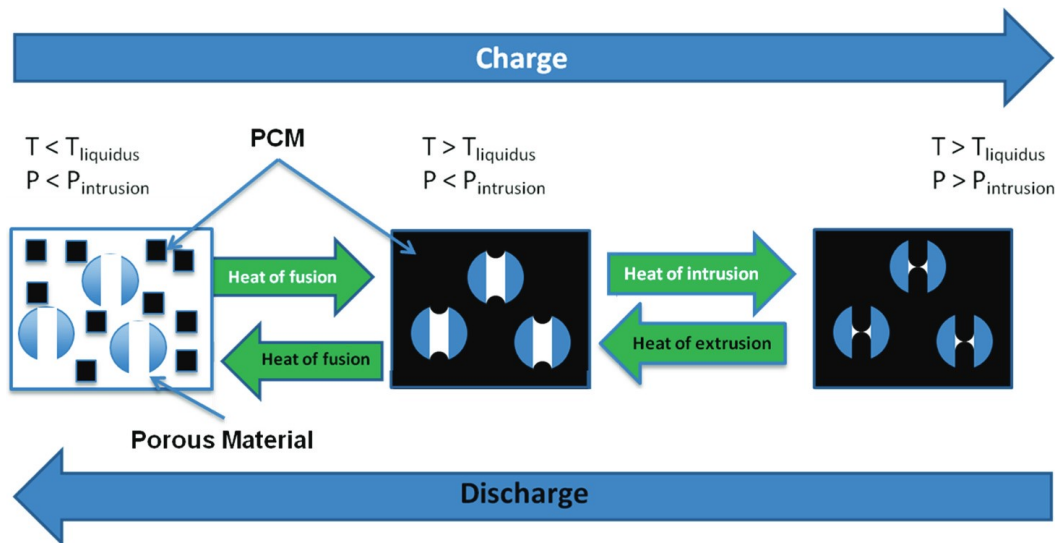 Charge
T < Tliquidus
P < Pintrusion
PCM
T > Tliquidus
P < Pintrusion
T > Tliquidus
P > Pintrusion
Heat of fusion
Heat of intrusion
Heat of fusion
Heat of extrusion
Porous Material
Discharge